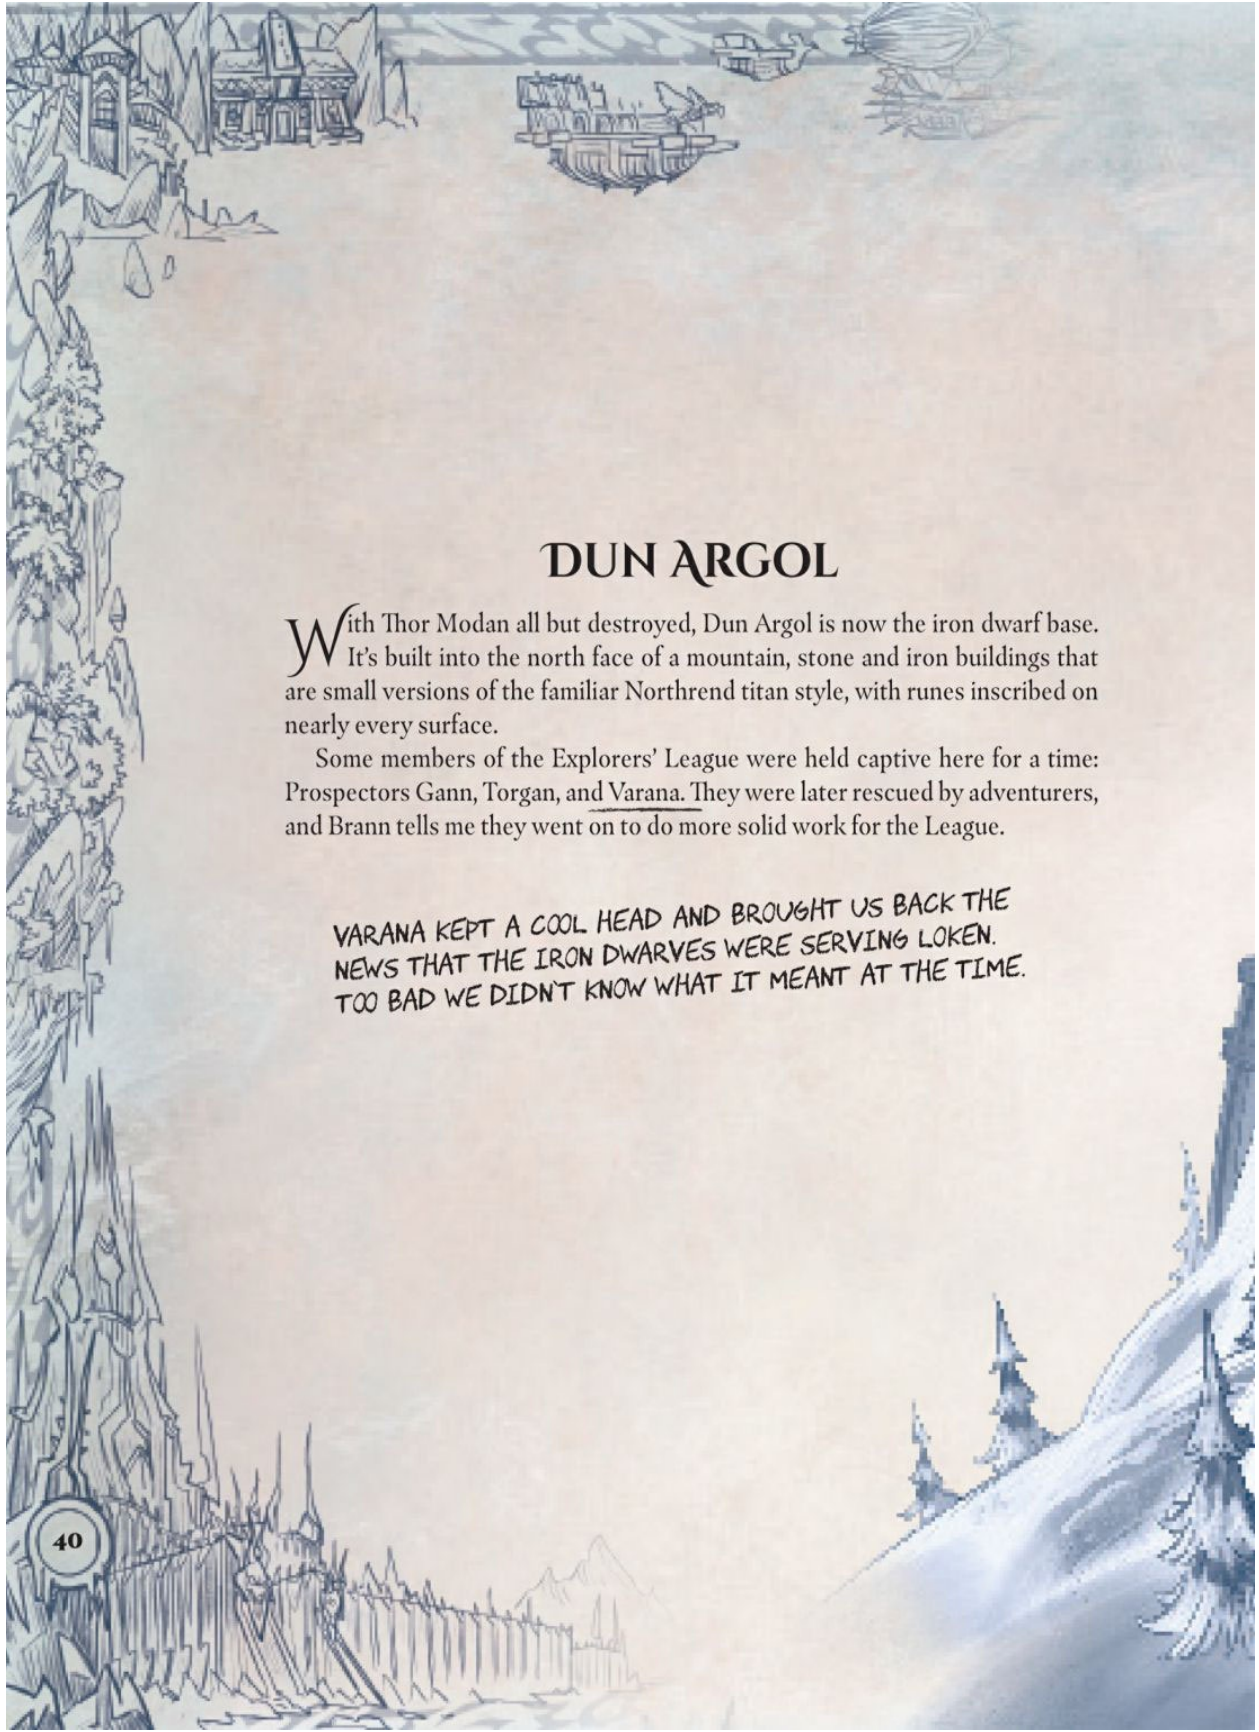 DUN ARGOL
With Thor Modan all but destroyed, Dun Argol is now the iron dwarf base.
It's built into the north face of a mountain, stone and iron buildings that
are small versions of the familiar Northrend titan style, with runes inscribed on
nearly every surface.
Some members of the Explorers' League were held captive here for a time:
Prospectors Gann, Torgan, and Varana. They were later rescued by adventurers,
and Brann tells me they went on to do more solid work for the League.
VARANA KEPT A COOL HEAD AND BROUGHT US BACK THE
NEWS THAT THE IRON DWARVES WERE SERVING LOKEN.
TOO BAD WE DIDN'T KNOW WHAT IT MEANT AT THE TIME.
40